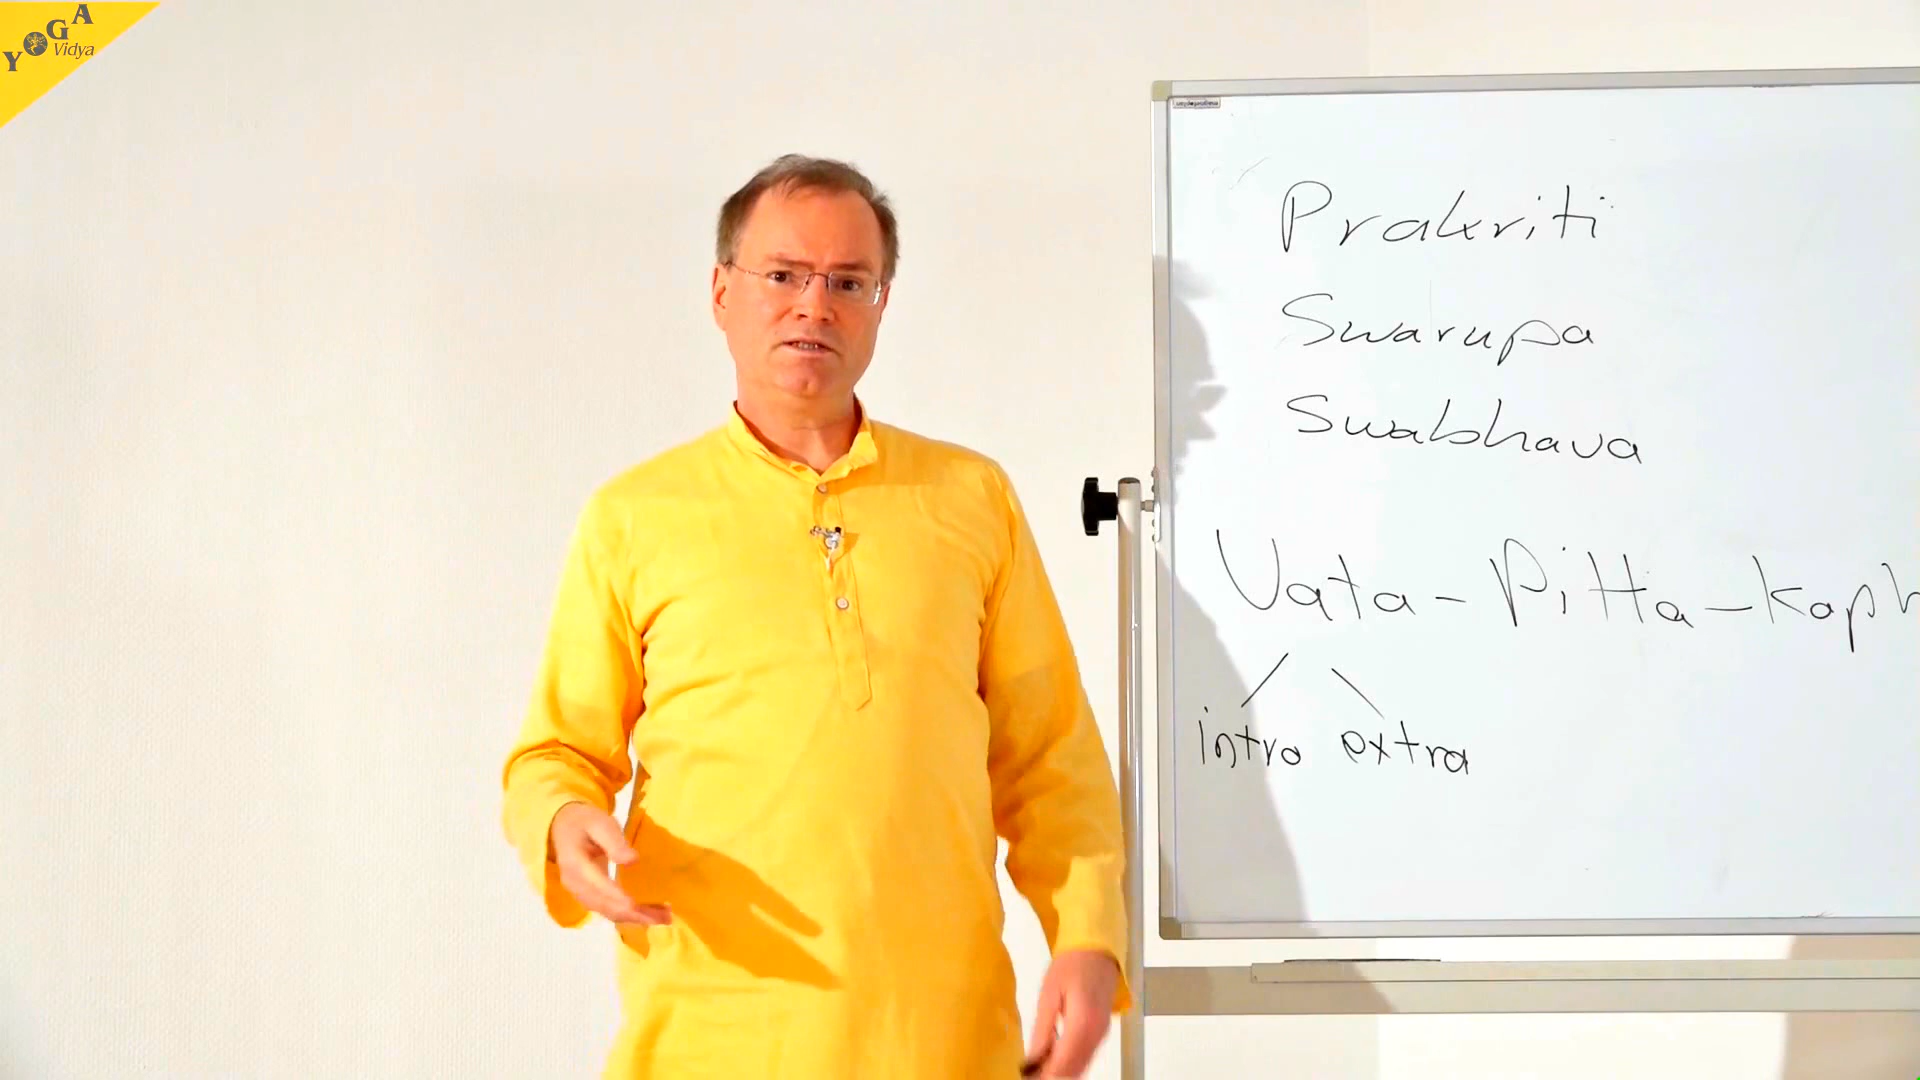 YOGA
Vidya
Prakriti
Swarupa
Swabhava
Vata - Pitta - Kaph
intro extra